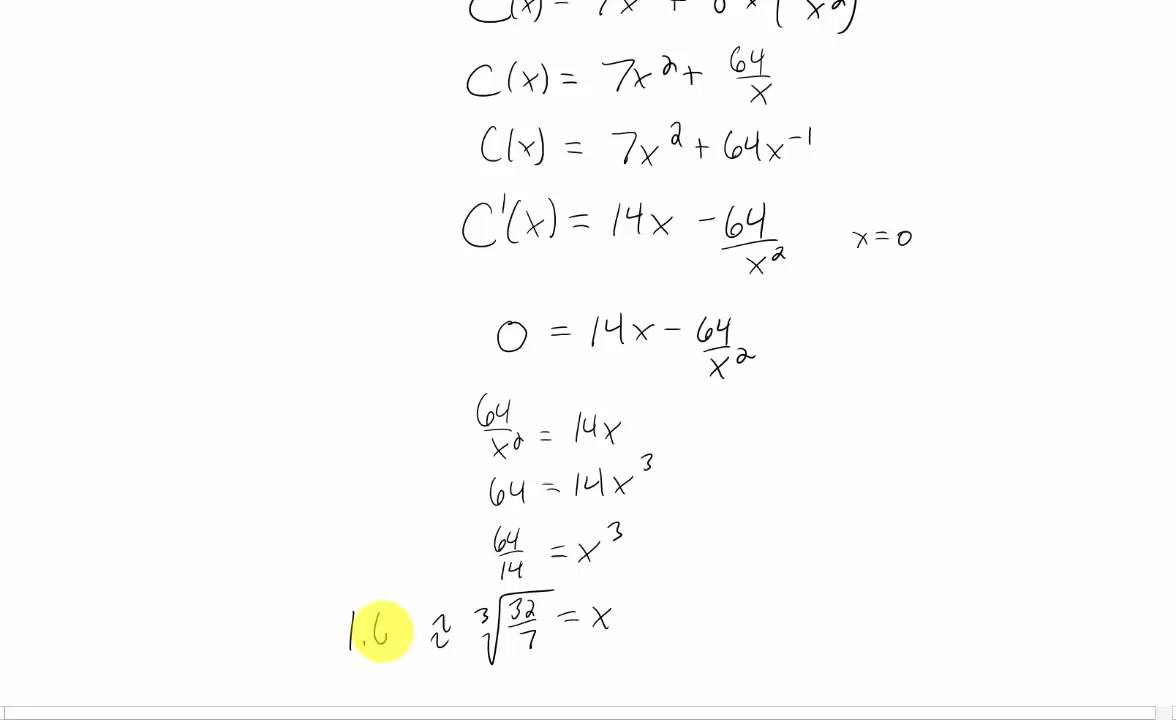 C(x) = 7x² + 64/x
C(x) = 7x² + 64x⁻¹
C'(x) = 14x - 64/x² x = 0
0 = 14x - 64/x²
64/x² = 14x
64 = 14x³
64/14 = x³
1.6 ≈ ∛(32/7) = x